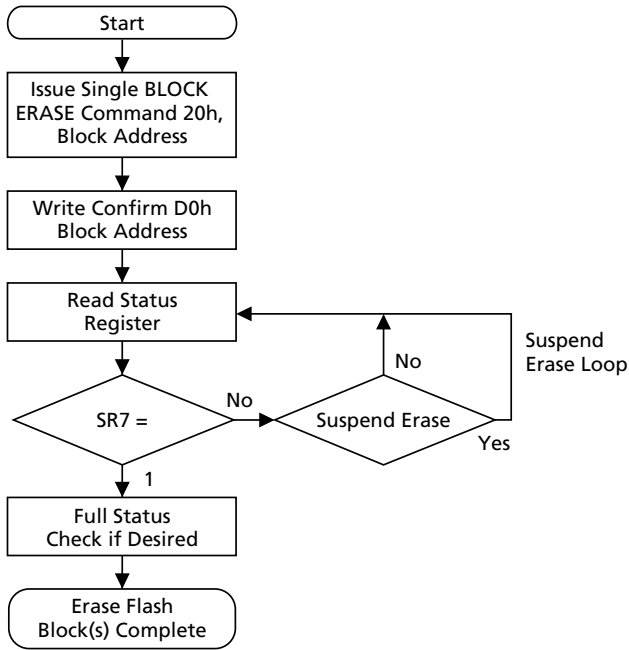 Start
Issue Single BLOCK
ERASE Command 20h,
Block Address
Write Confirm D0h
Block Address
Read Status
Register
Suspend
Erase Loop
No
No
SR7 =
Suspend Erase
Yes
1
Full Status
Check if Desired
Erase Flash
Block(s) Complete